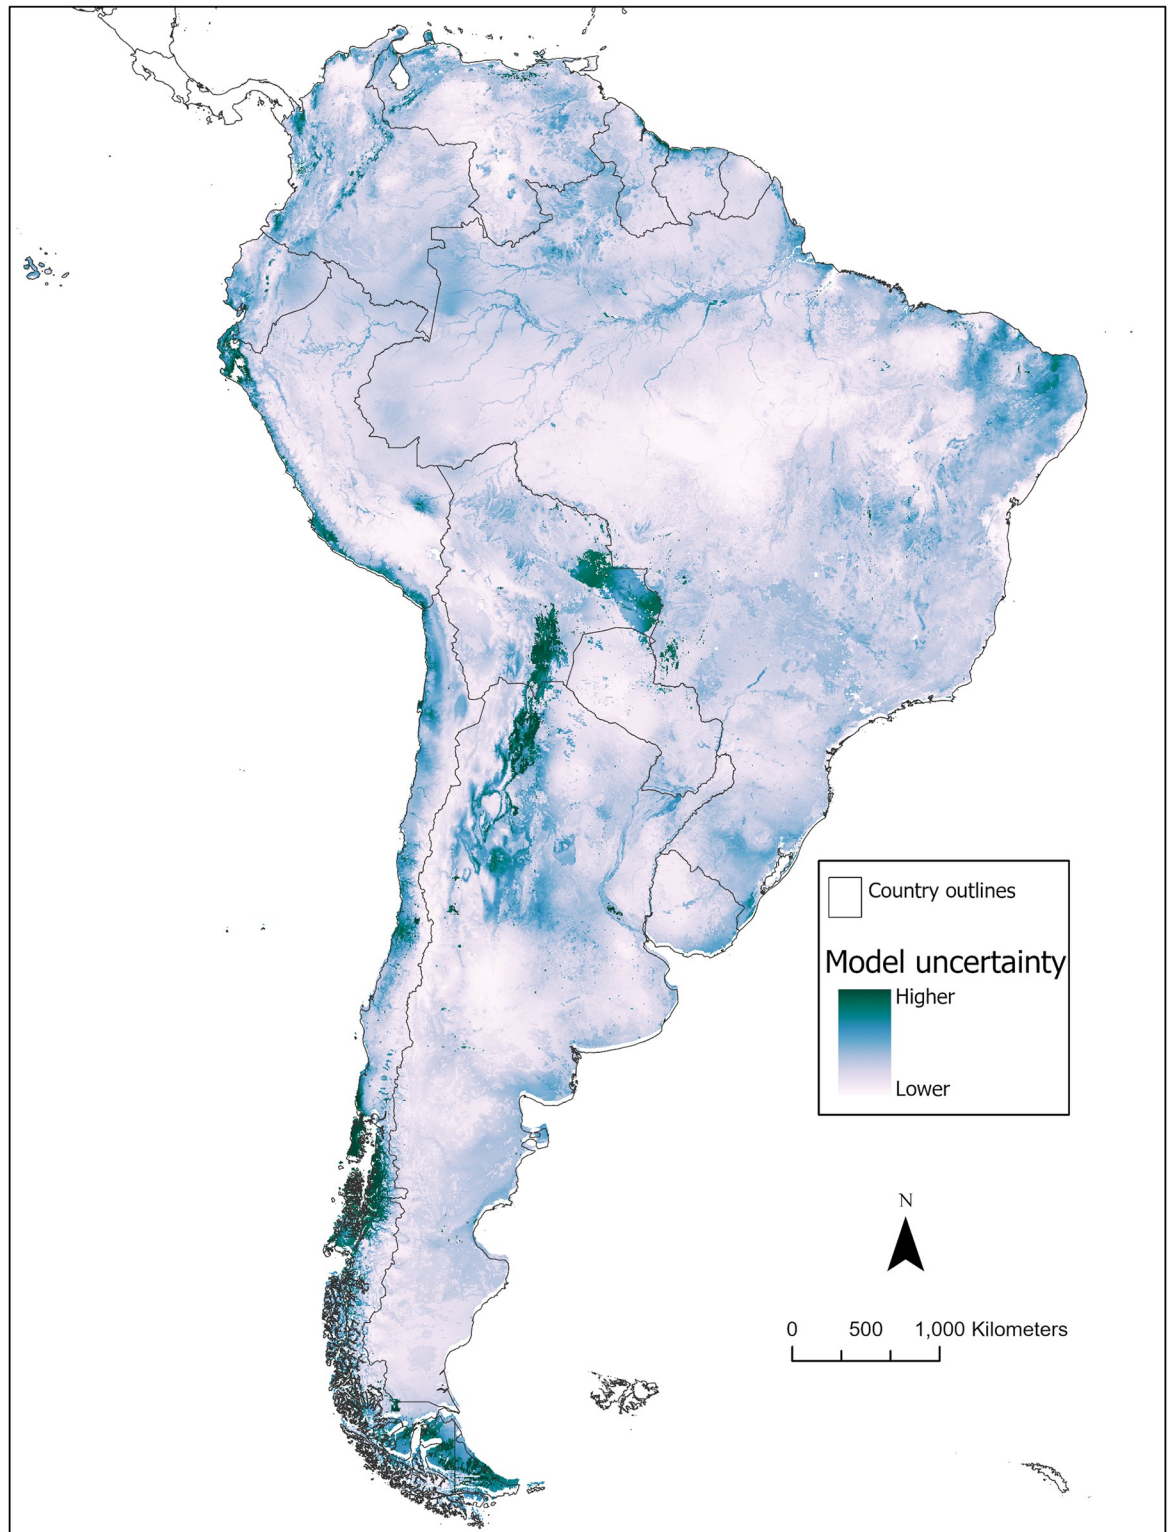 Country outlines
Model uncertainty
Higher
Lower
N
0 500 1,000 Kilometers